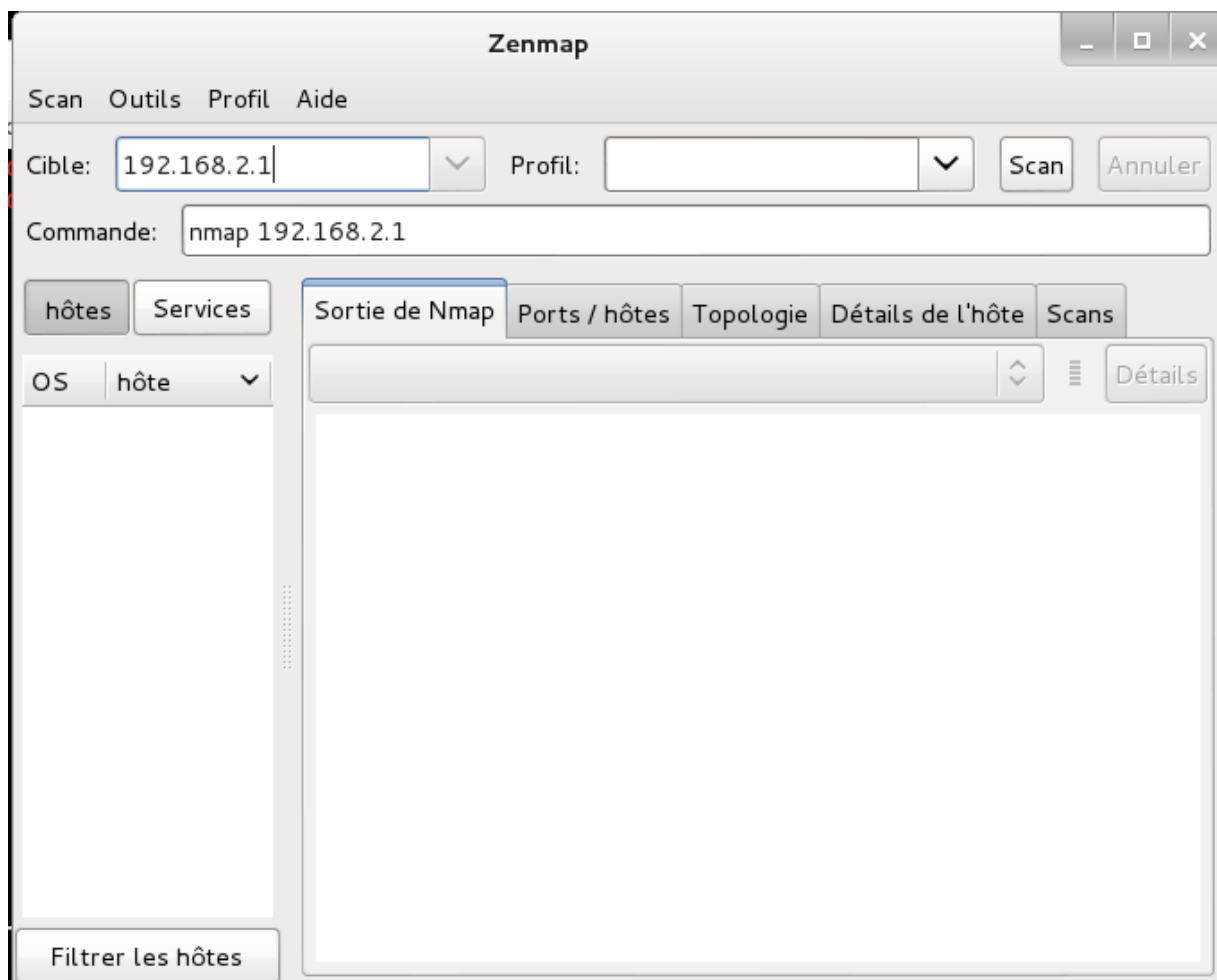 Zenmap
Scan Outils Profil Aide
Cible: 192.168.2.1 Profil: Scan Annuler
Commande: nmap 192.168.2.1
hôtes Services Sortie de Nmap Ports / hôtes Topologie Détails de l'hôte Scans
OS hôte Détails
Filtrer les hôtes